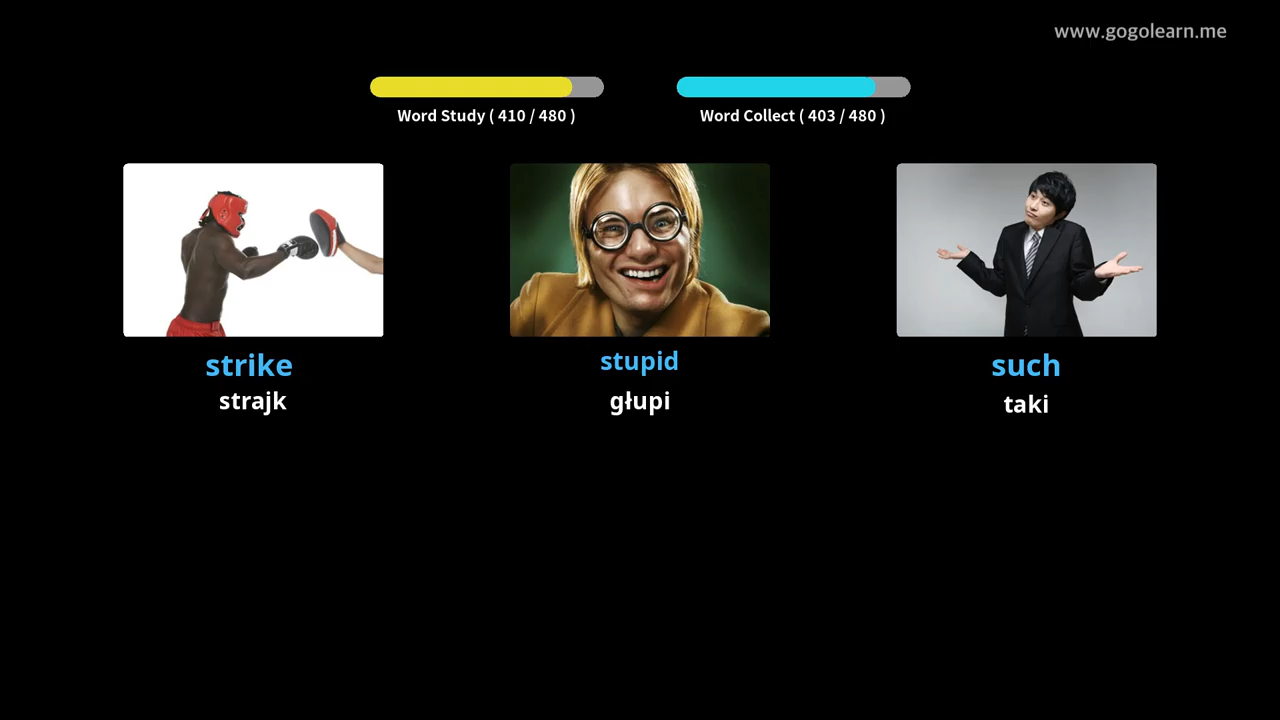 www.gogolearn.me
Word Study ( 410 / 480 )
Word Collect ( 403 / 480 )
strike
strajk
stupid
głupi
such
taki